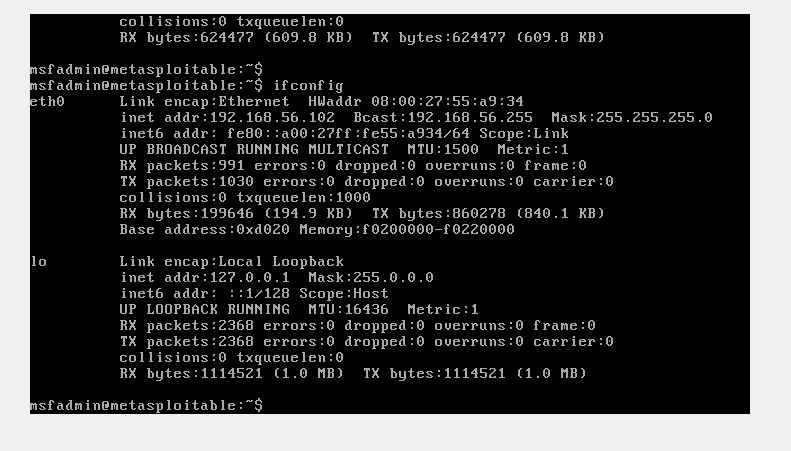 collisions:0 txqueuelen:0
RX bytes:624477 (609.8 KB)  TX bytes:624477 (609.8 KB)
msfadmin@metasploitable:~$
msfadmin@metasploitable:~$ ifconfig
eth0      Link encap:Ethernet  HWaddr 08:00:27:55:a9:34
inet addr:192.168.56.102  Bcast:192.168.56.255  Mask:255.255.255.0
inet6 addr: fe80::a00:27ff:fe55:a934/64 Scope:Link
UP BROADCAST RUNNING MULTICAST  MTU:1500  Metric:1
RX packets:991 errors:0 dropped:0 overruns:0 frame:0
TX packets:1030 errors:0 dropped:0 overruns:0 carrier:0
collisions:0 txqueuelen:1000
RX bytes:199646 (194.9 KB)  TX bytes:860278 (840.1 KB)
Base address:0xd020 Memory:f0200000-f0220000
lo        Link encap:Local Loopback
inet addr:127.0.0.1  Mask:255.0.0.0
inet6 addr: ::1/128 Scope:Host
UP LOOPBACK RUNNING  MTU:16436  Metric:1
RX packets:2368 errors:0 dropped:0 overruns:0 frame:0
TX packets:2368 errors:0 dropped:0 overruns:0 carrier:0
collisions:0 txqueuelen:0
RX bytes:1114521 (1.0 MB)  TX bytes:1114521 (1.0 MB)
msfadmin@metasploitable:~$